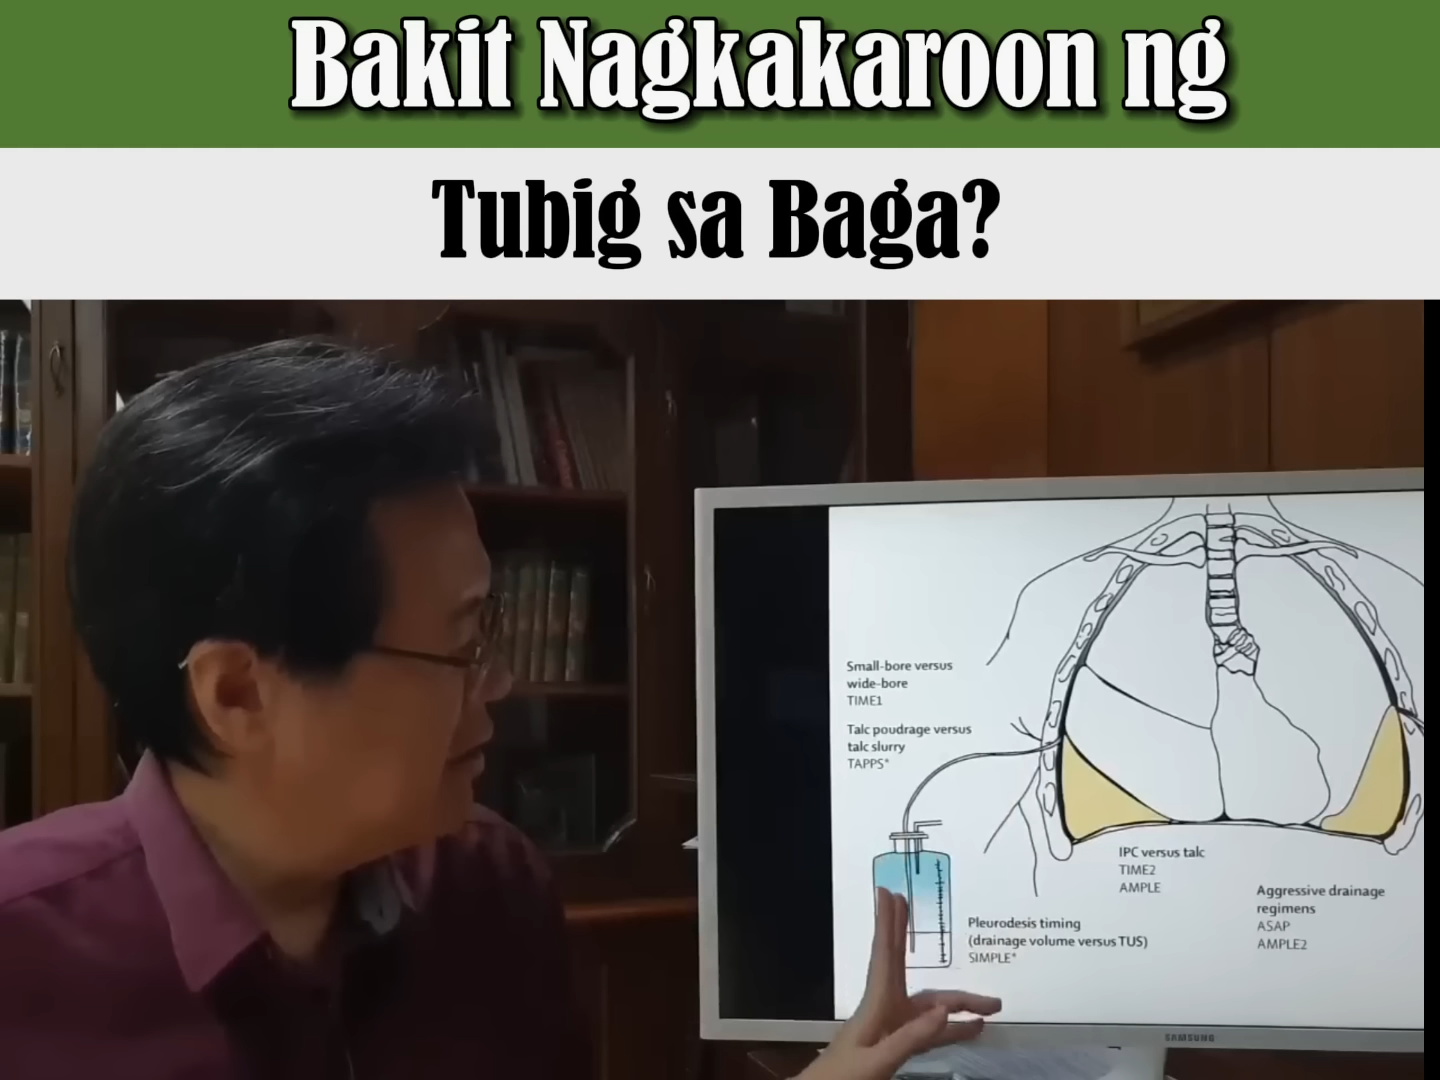 Bakit Nagkakaroon ng
Tubig sa Baga?
Small-bore versus
wide-bore
TIME1
Talc poudrage versus
talc slurry
TAPPS*
IPC versus talc
TIME2
AMPLE
Aggressive drainage
regimens
ASAP
AMPLE2
Pleurodesis timing
(drainage volume versus TUS)
SIMPLE*
SAMSUNG